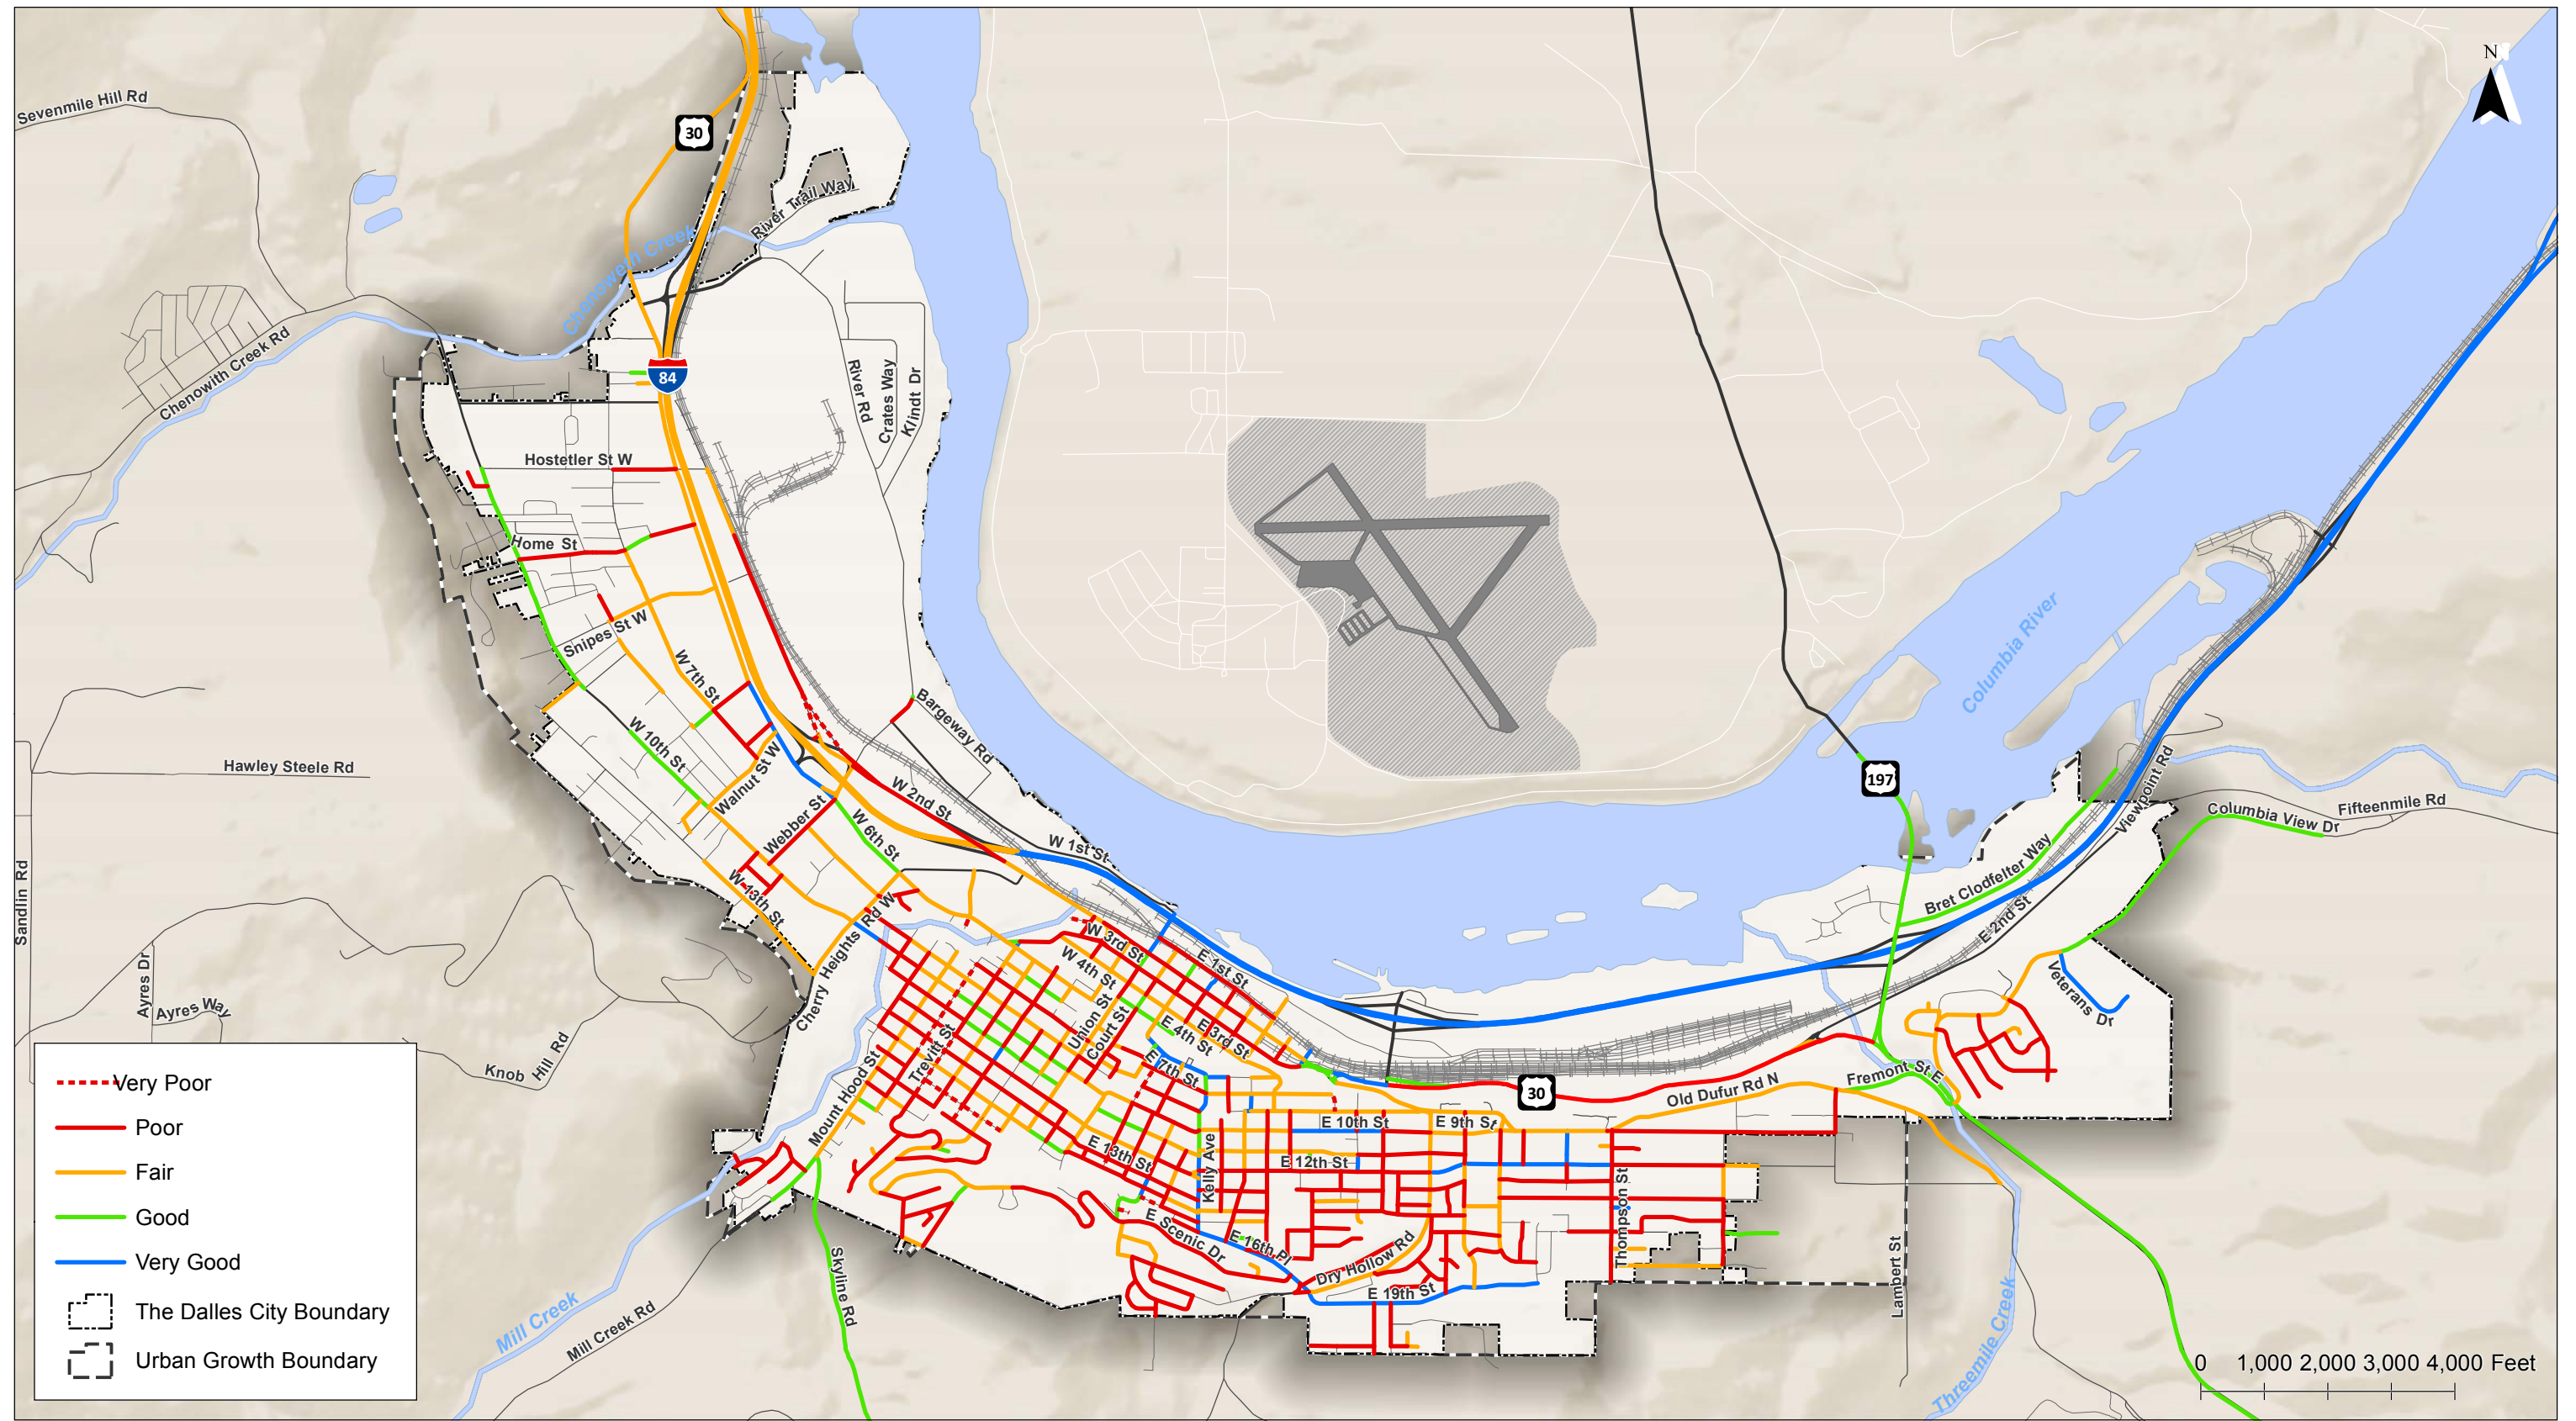 N
Sevenmile Hill Rd
30
River Trail Way
Chenoweth Creek
Chenowith Creek Rd
84
River Rd
Crates Way
Klindt Dr
Hostetler St W
Home St
Snipes St W
W 7th St
Columbia River
Bargeway Rd
W 10th St
Walnut St W
Hawley Steele Rd
197
Viewpoint Rd
Columbia View Dr
Fifteenmile Rd
W 2nd St
Webber St
W 6th St
W 1st St
Bret Clodfelter Way
E 2nd St
Sandlin Rd
W 13th St
Cherry Heights Rd W
W 3rd St
E 1st St
W 4th St
Ayres Dr
Ayres Way
Veterans Dr
Union St
Court St
E 4th St
E 3rd St
Knob Hill Rd
Trevitt St
E 7th St
Mount Hood St
30
Old Dufur Rd N
Fremont St E
E 10th St
E 9th St
E 13th St
E 12th St
Kelly Ave
Thompson St
E Scenic Dr
E 16th Pl
Dry Hollow Rd
E 19th St
Lambert St
Skyline Rd
Mill Creek
Mill Creek Rd
Threemile Creek
Very Poor
Poor
Fair
Good
Very Good
The Dalles City Boundary
Urban Growth Boundary
0 1,000 2,000 3,000 4,000 Feet